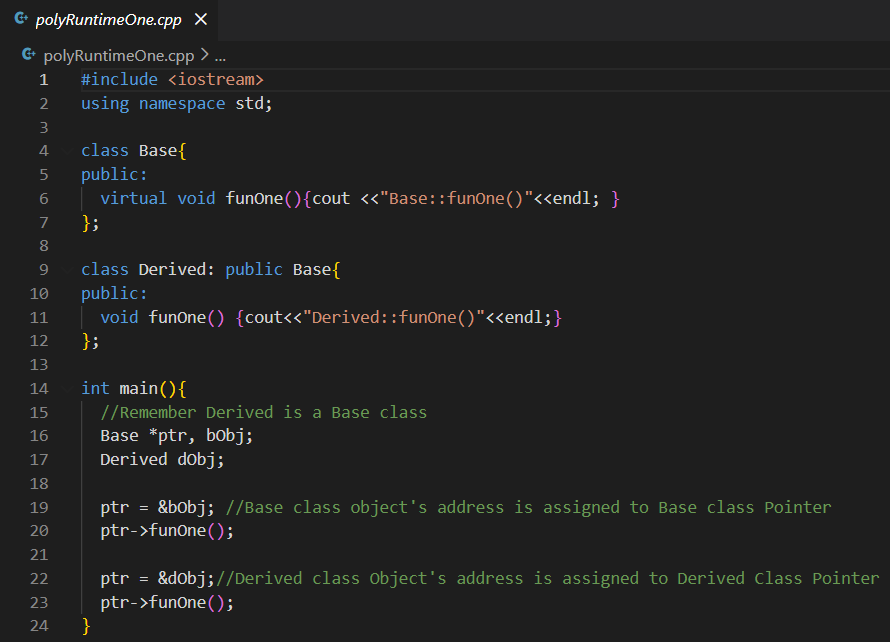 polyRuntimeOne.cpp ×
polyRuntimeOne.cpp > ...
1 #include <iostream>
2 using namespace std;
3
4 class Base{
5 public:
6   virtual void funOne(){cout <<"Base::funOne()"<<endl; }
7 };
8
9 class Derived: public Base{
10 public:
11   void funOne() {cout<<"Derived::funOne()"<<endl;}
12 };
13
14 int main(){
15   //Remember Derived is a Base class
16   Base *ptr, bObj;
17   Derived dObj;
18
19   ptr = &bObj; //Base class object's address is assigned to Base class Pointer
20   ptr->funOne();
21
22   ptr = &dObj;//Derived class Object's address is assigned to Derived Class Pointer
23   ptr->funOne();
24 }